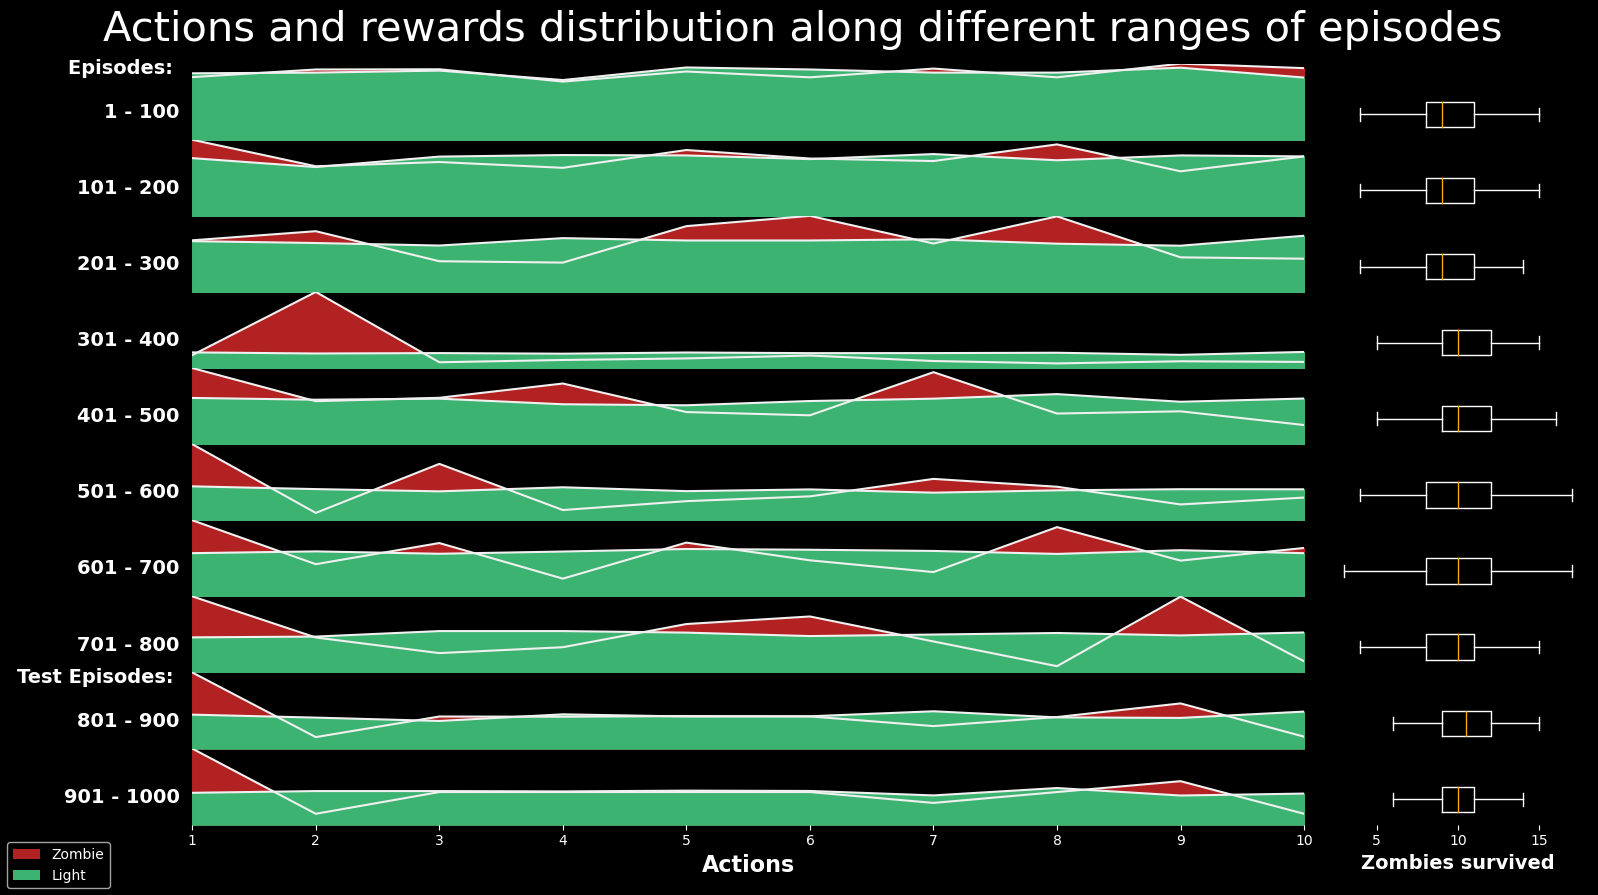 Actions and rewards distribution along different ranges of episodes
Episodes:
1 - 100
101 - 200
201 - 300
301 - 400
401 - 500
501 - 600
601 - 700
701 - 800
Test Episodes:
801 - 900
901 - 1000
1 2 3 4 5 6 7 8 9 10
Actions
5 10 15
Zombies survived
Zombie
Light